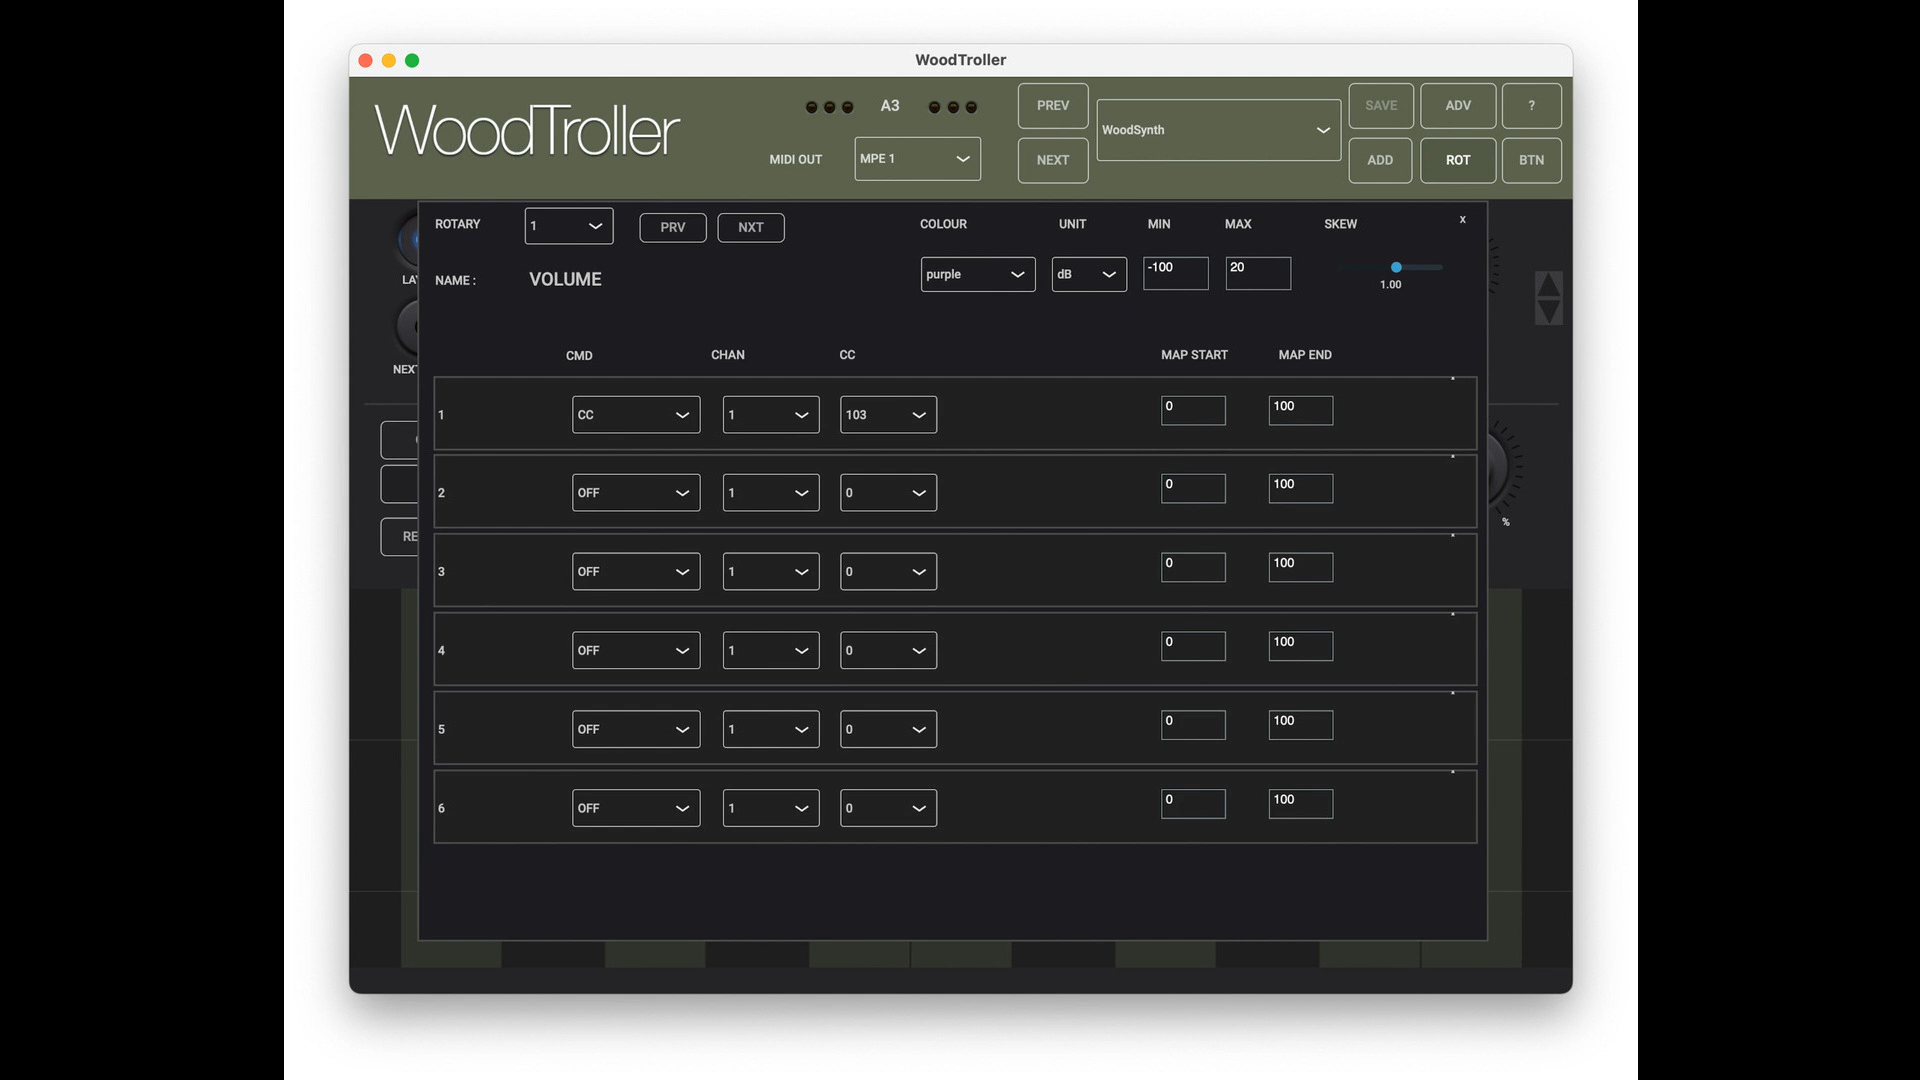 WoodTroller
WoodTroller
A3
MIDI OUT
MPE 1
PREV
NEXT
WoodSynth
SAVE
ADV
?
ADD
ROT
BTN
ROTARY
1
PRV
NXT
COLOUR
UNIT
MIN
MAX
SKEW
x
NAME :
VOLUME
purple
dB
-100
20
1.00
CMD
CHAN
CC
MAP START
MAP END
1
CC
1
103
0
100
2
OFF
1
0
0
100
3
OFF
1
0
0
100
4
OFF
1
0
0
100
5
OFF
1
0
0
100
6
OFF
1
0
0
100
NEXT
%